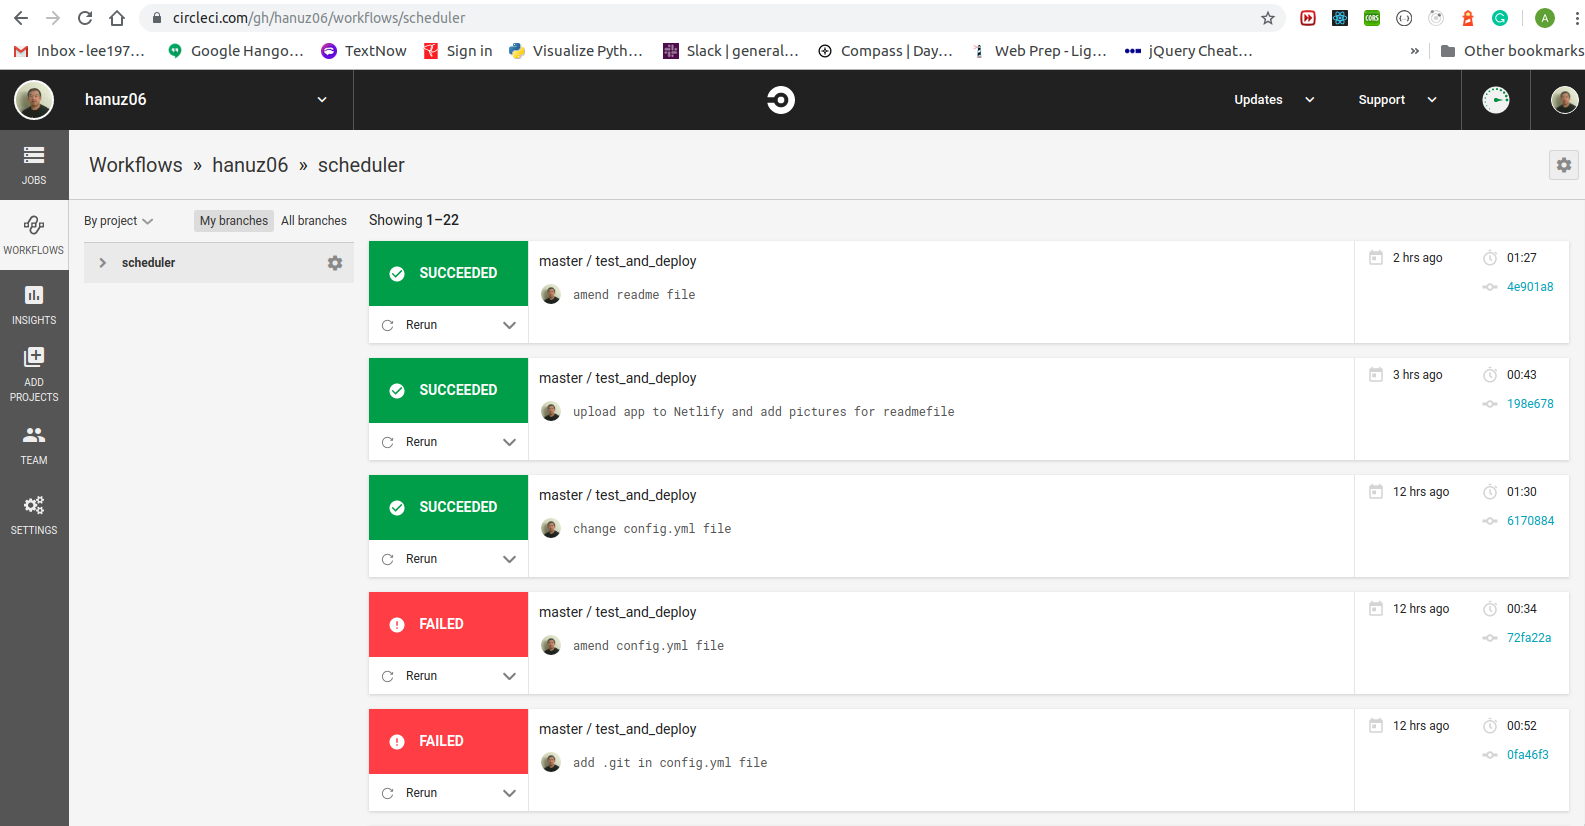 circleci.com/gh/hanuz06/workflows/scheduler
CORS
A
Inbox - lee197...
Google Hango...
TextNow
Sign in
Visualize Pyth...
Slack | general...
Compass | Day...
Web Prep - Lig...
jQuery Cheat...
»
Other bookmarks
hanuz06
Updates
Support
JOBS
WORKFLOWS
INSIGHTS
ADD
PROJECTS
TEAM
SETTINGS
Workflows » hanuz06 » scheduler
By project
My branches
All branches
Showing 1–22
scheduler
SUCCEEDED
Rerun
master / test_and_deploy
amend readme file
2 hrs ago
01:27
4e901a8
SUCCEEDED
Rerun
master / test_and_deploy
upload app to Netlify and add pictures for readmefile
3 hrs ago
00:43
198e678
SUCCEEDED
Rerun
master / test_and_deploy
change config.yml file
12 hrs ago
01:30
6170884
FAILED
Rerun
master / test_and_deploy
amend config.yml file
12 hrs ago
00:34
72fa22a
FAILED
Rerun
master / test_and_deploy
add .git in config.yml file
12 hrs ago
00:52
0fa46f3